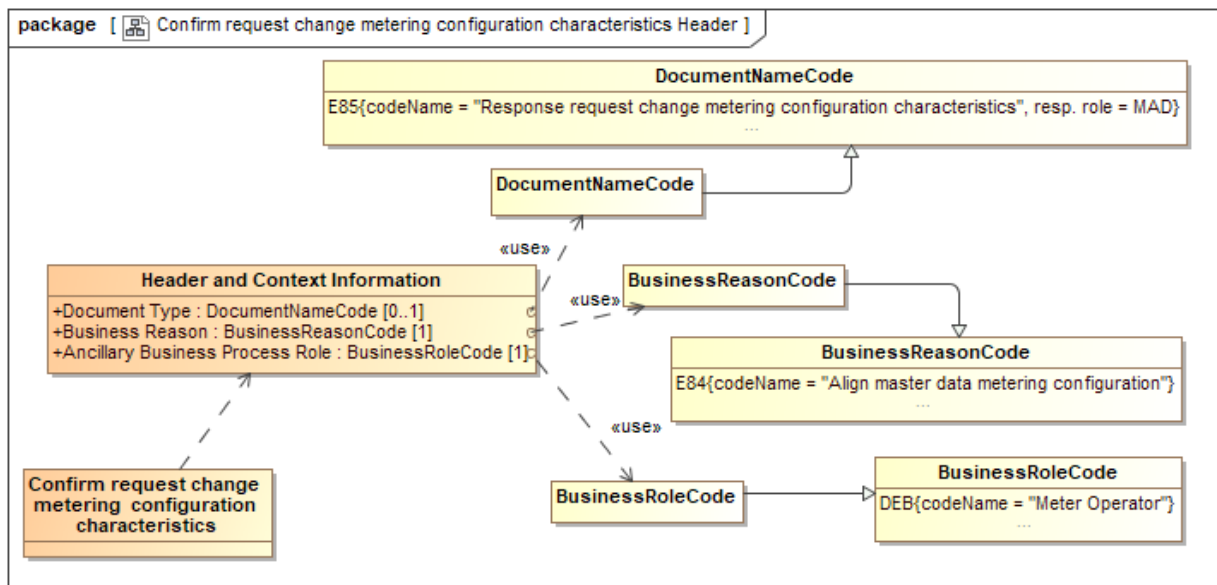 package [ Confirm request change metering configuration characteristics Header ]
DocumentNameCode
E85{codeName = "Response request change metering configuration characteristics", resp. role = MAD}
...
DocumentNameCode
«use»
Header and Context Information
+Document Type : DocumentNameCode [0..1]
+Business Reason : BusinessReasonCode [1]
+Ancillary Business Process Role : BusinessRoleCode [1]
«use»
BusinessReasonCode
BusinessReasonCode
E84{codeName = "Align master data metering configuration"}
...
«use»
Confirm request change
metering configuration
characteristics
BusinessRoleCode
BusinessRoleCode
DEB{codeName = "Meter Operator"}
...